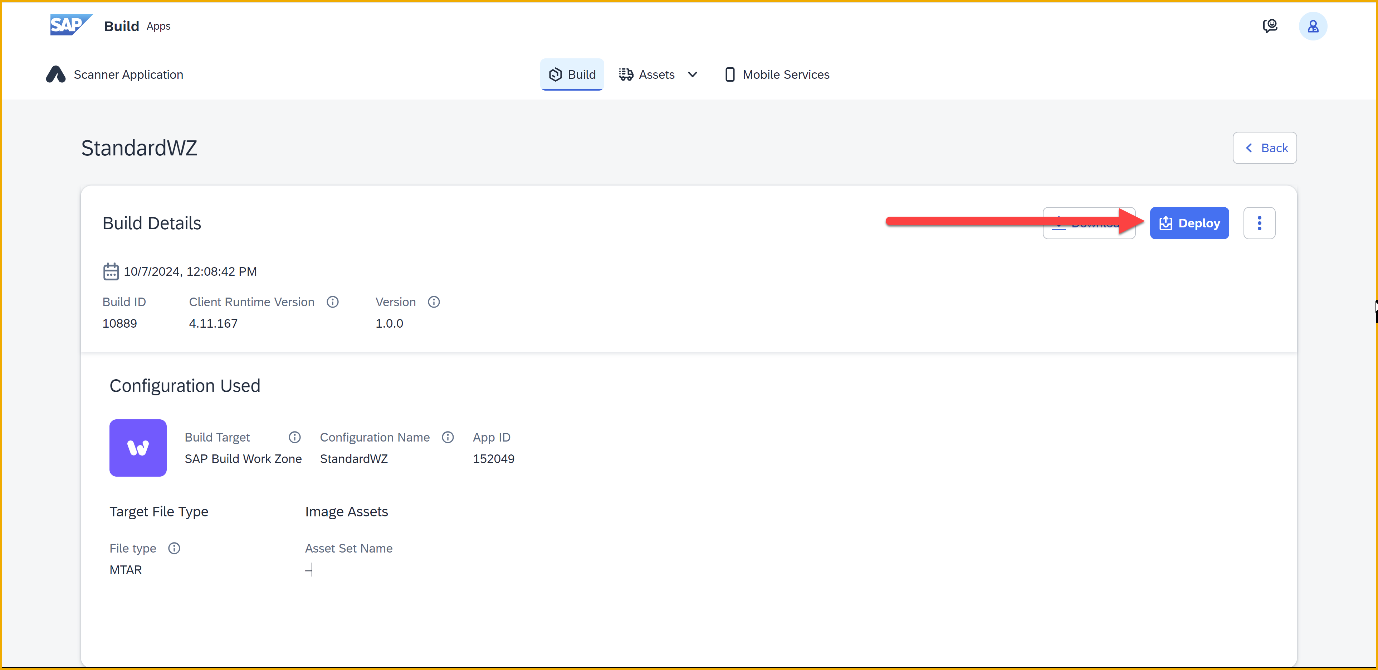 SAP Build Apps
Scanner Application Build Assets Mobile Services
StandardWZ
Back
Build Details
Deploy
10/7/2024, 12:08:42 PM
Build ID Client Runtime Version Version
10889 4.11.167 1.0.0
Configuration Used
Build Target Configuration Name App ID
SAP Build Work Zone StandardWZ 152049
Target File Type Image Assets
File type Asset Set Name
MTAR –